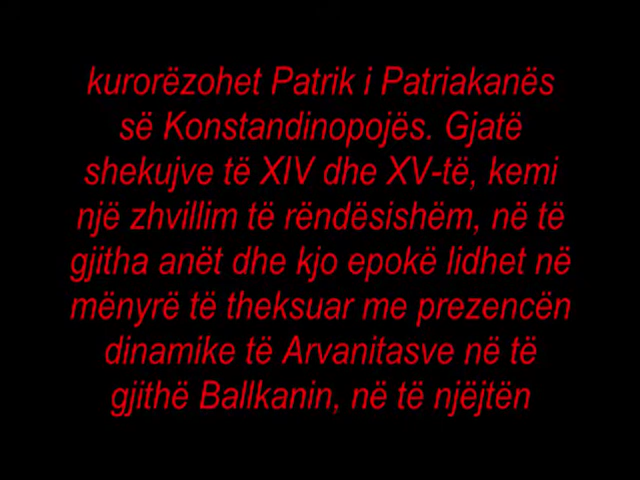 kurorëzohet Patrik i Patriakanës
së Konstandinopojës. Gjatë
shekujve të XIV dhe XV-të, kemi
një zhvillim të rëndësishëm, në të
gjitha anët dhe kjo epokë lidhet në
mënyrë të theksuar me prezencën
dinamike të Arvanitasve në të
gjithë Ballkanin, në të njëjtën